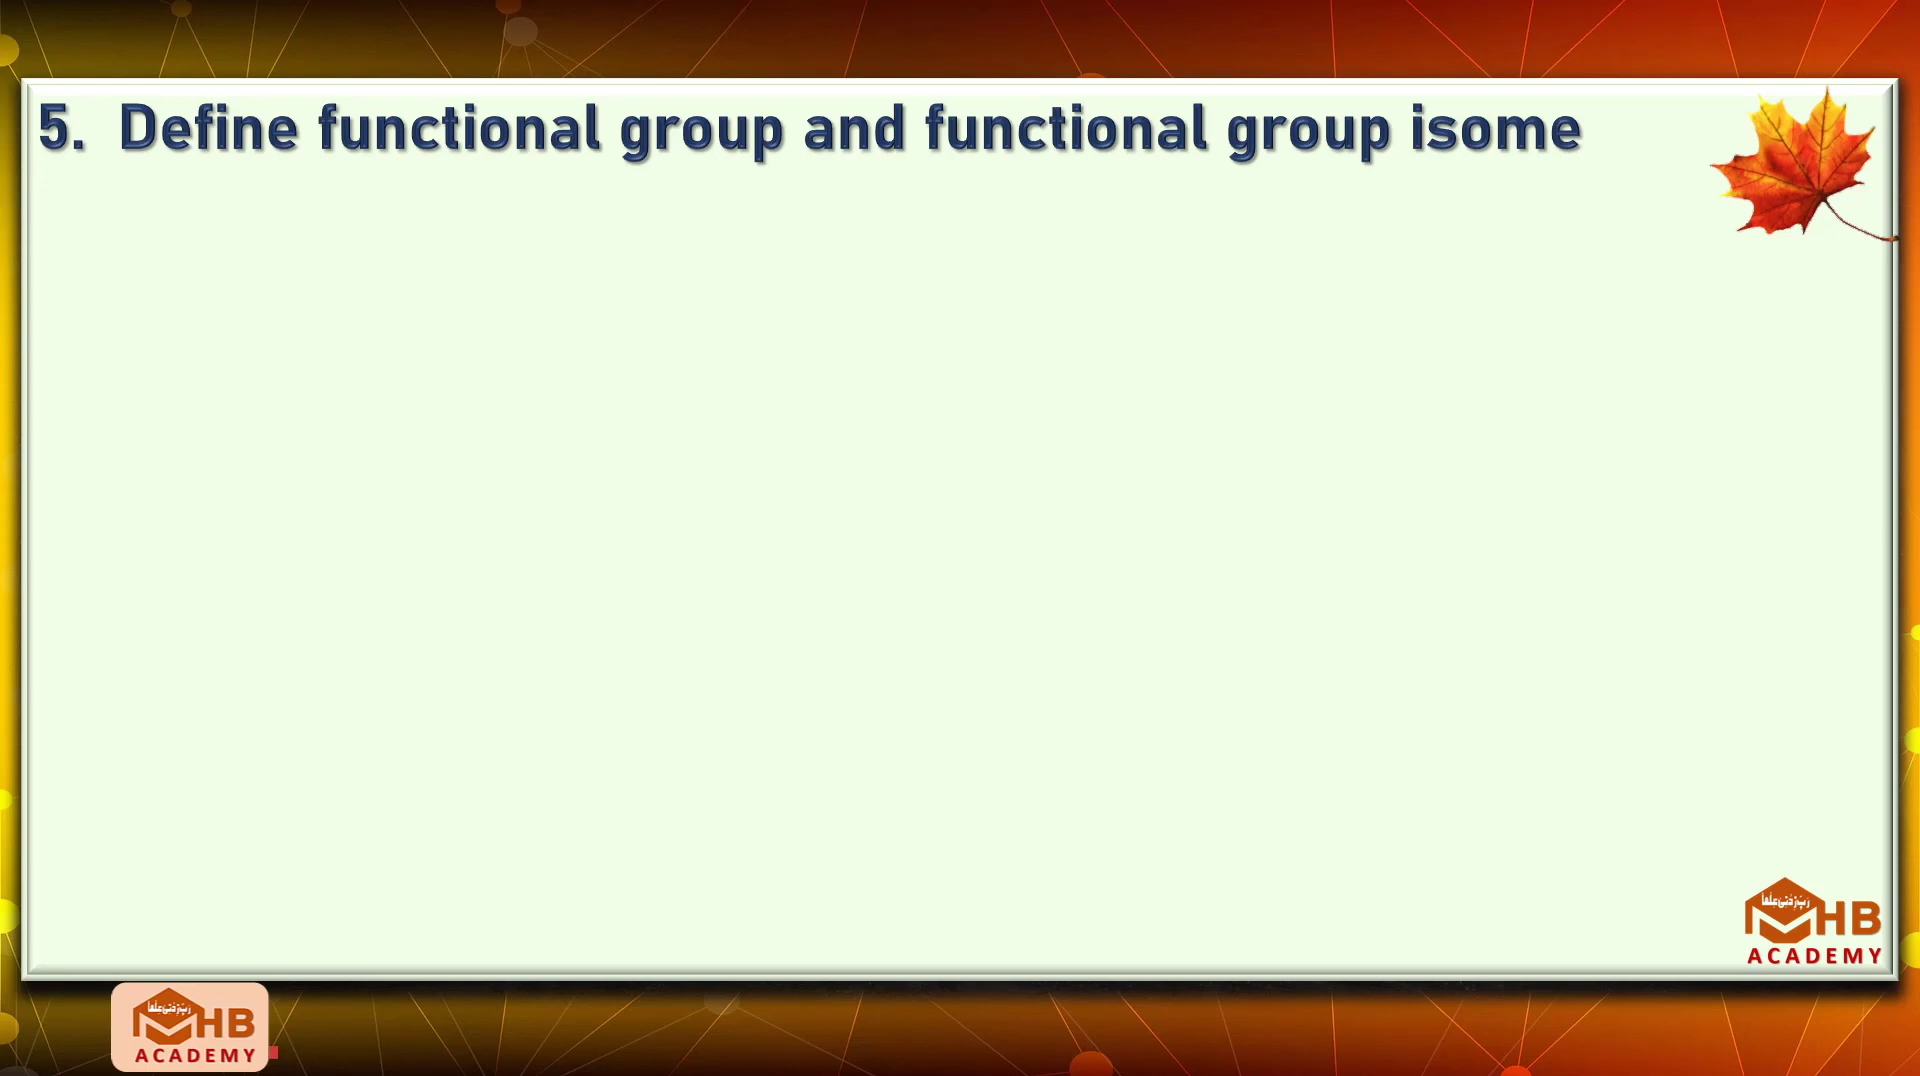 5. Define functional group and functional group isome
HB
ACADEMY
HB
ACADEMY